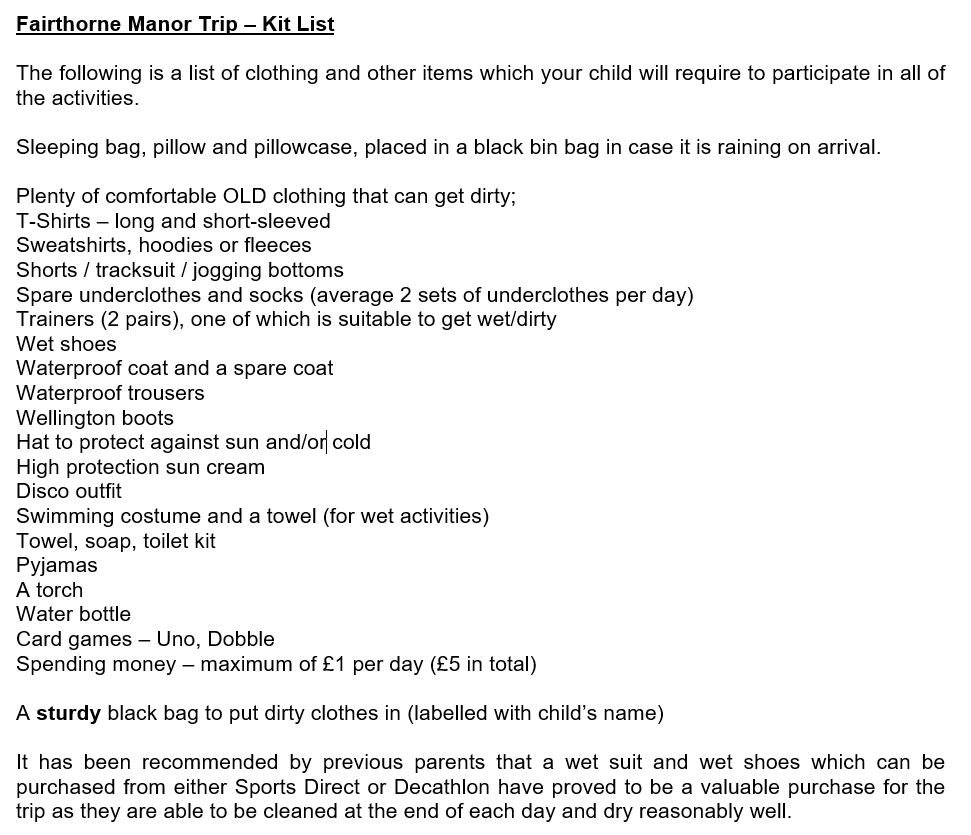 Fairthorne Manor Trip – Kit List
The following is a list of clothing and other items which your child will require to participate in all of
the activities.
Sleeping bag, pillow and pillowcase, placed in a black bin bag in case it is raining on arrival.
Plenty of comfortable OLD clothing that can get dirty;
T-Shirts – long and short-sleeved
Sweatshirts, hoodies or fleeces
Shorts / tracksuit / jogging bottoms
Spare underclothes and socks (average 2 sets of underclothes per day)
Trainers (2 pairs), one of which is suitable to get wet/dirty
Wet shoes
Waterproof coat and a spare coat
Waterproof trousers
Wellington boots
Hat to protect against sun and/or cold
High protection sun cream
Disco outfit
Swimming costume and a towel (for wet activities)
Towel, soap, toilet kit
Pyjamas
A torch
Water bottle
Card games – Uno, Dobble
Spending money – maximum of £1 per day (£5 in total)
A sturdy black bag to put dirty clothes in (labelled with child’s name)
It has been recommended by previous parents that a wet suit and wet shoes which can be
purchased from either Sports Direct or Decathlon have proved to be a valuable purchase for the
trip as they are able to be cleaned at the end of each day and dry reasonably well.